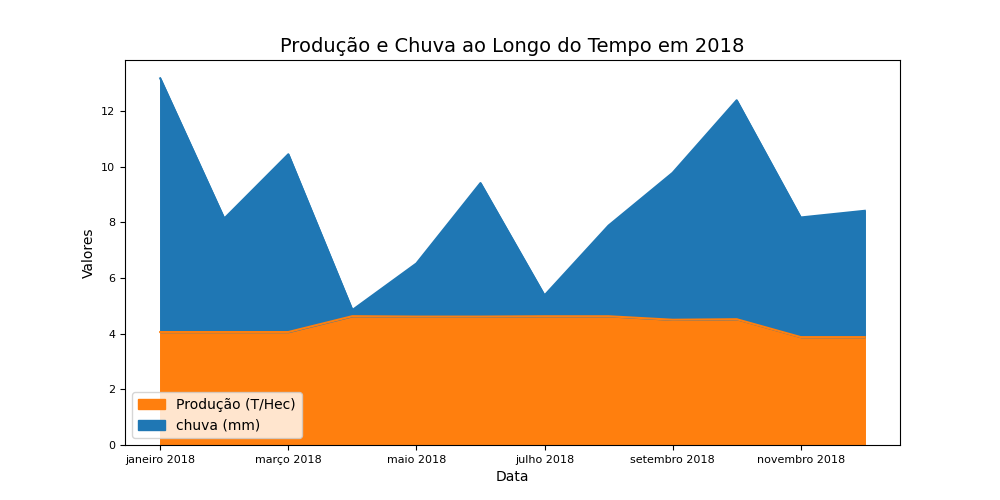 Produção e Chuva ao Longo do Tempo em 2018
Valores
12
10
8
6
4
2
0
Produção (T/Hec)
chuva (mm)
janeiro 2018 março 2018 maio 2018 julho 2018 setembro 2018 novembro 2018
Data